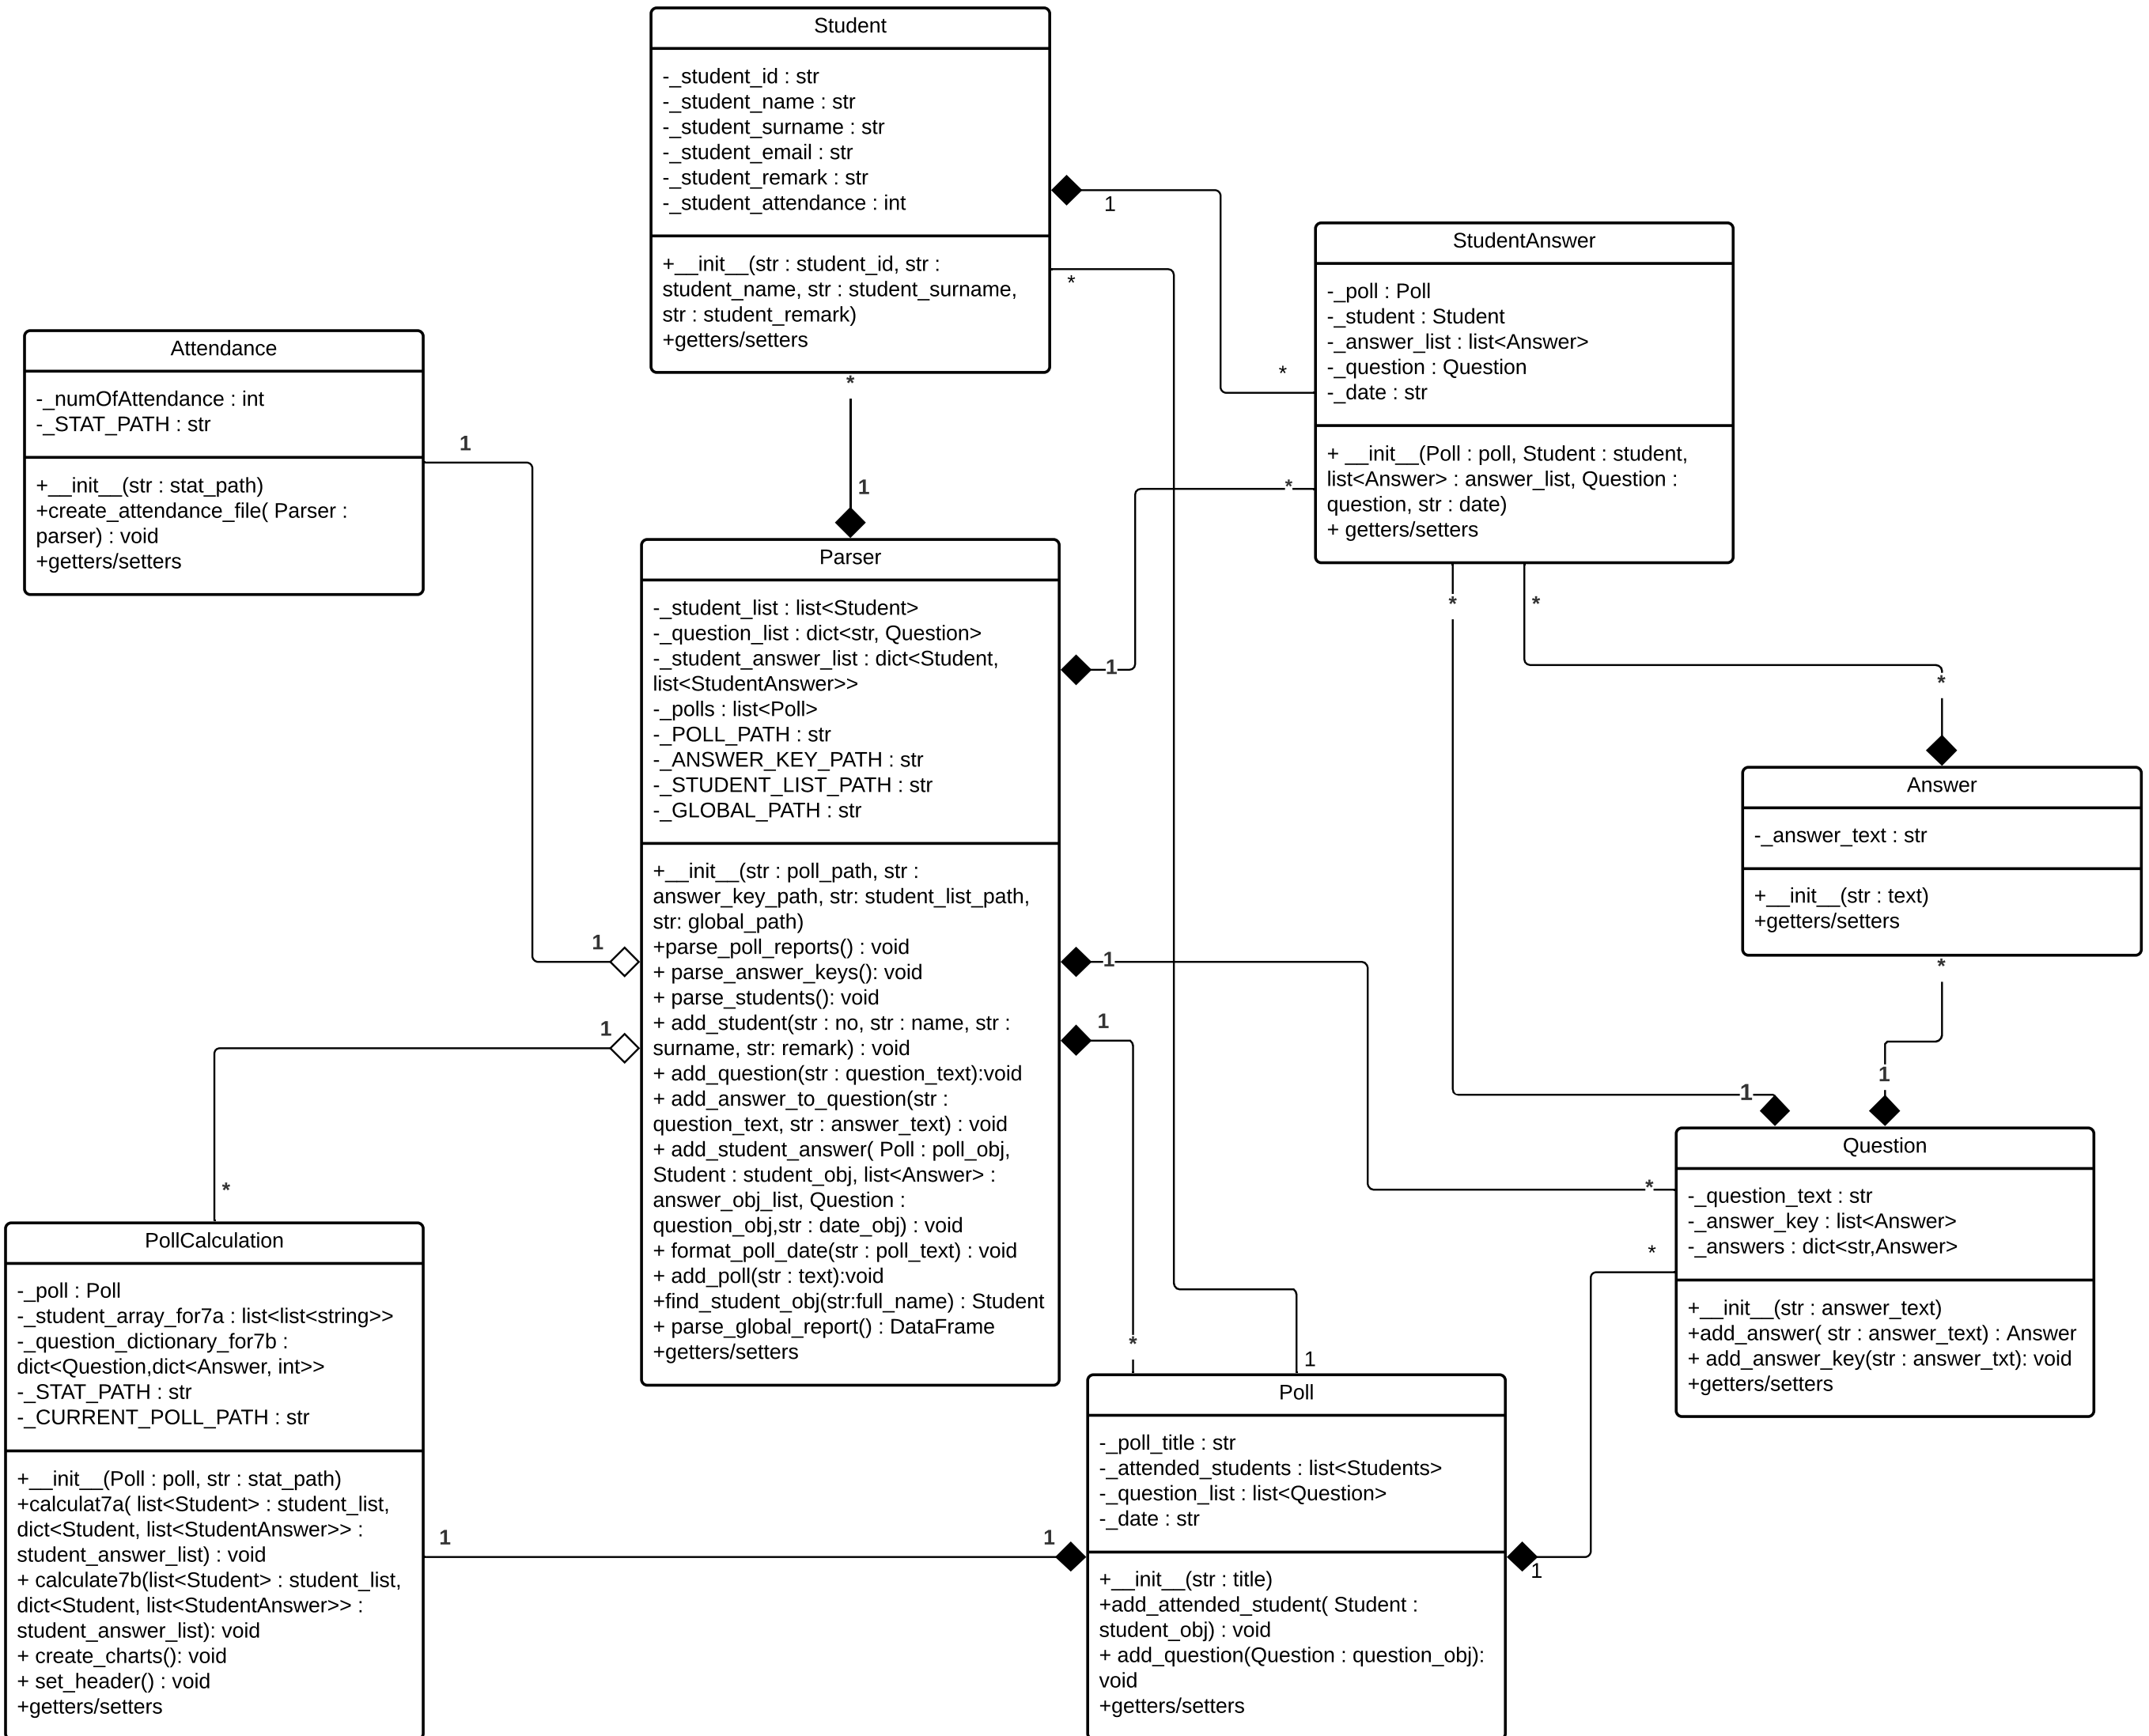 Student
-_student_id : str
-_student_name : str
-_student_surname : str
-_student_email : str
-_student_remark : str
-_student_attendance : int
+__init__(str : student_id, str :
student_name, str : student_surname,
str : student_remark)
+getters/setters
1
*
*
*
1
StudentAnswer
-_poll : Poll
-_student : Student
-_answer_list : list<Answer>
-_question : Question
-_date : str
+ __init__(Poll : poll, Student : student,
list<Answer> : answer_list, Question :
question, str : date)
+ getters/setters
*
*
*
*
Attendance
-_numOfAttendance : int
-_STAT_PATH : str
+__init__(str : stat_path)
+create_attendance_file( Parser :
parser) : void
+getters/setters
1
1
Parser
-_student_list : list<Student>
-_question_list : dict<str, Question>
-_student_answer_list : dict<Student,
list<StudentAnswer>>
-_polls : list<Poll>
-_POLL_PATH : str
-_ANSWER_KEY_PATH : str
-_STUDENT_LIST_PATH : str
-_GLOBAL_PATH : str
+__init__(str : poll_path, str :
answer_key_path, str: student_list_path,
str: global_path)
+parse_poll_reports() : void
+ parse_answer_keys(): void
+ parse_students(): void
+ add_student(str : no, str : name, str :
surname, str: remark) : void
+ add_question(str : question_text):void
+ add_answer_to_question(str :
question_text, str : answer_text) : void
+ add_student_answer( Poll : poll_obj,
Student : student_obj, list<Answer> :
answer_obj_list, Question :
question_obj,str : date_obj) : void
+ format_poll_date(str : poll_text) : void
+ add_poll(str : text):void
+find_student_obj(str:full_name) : Student
+ parse_global_report() : DataFrame
+getters/setters
1
1
1
1
*
Answer
-_answer_text : str
+__init__(str : text)
+getters/setters
*
1
1
Question
-_question_text : str
-_answer_key : list<Answer>
-_answers : dict<str,Answer>
+__init__(str : answer_text)
+add_answer( str : answer_text) : Answer
+ add_answer_key(str : answer_txt): void
+getters/setters
*
*
*
PollCalculation
-_poll : Poll
-_student_array_for7a : list<list<string>>
-_question_dictionary_for7b :
dict<Question,dict<Answer, int>>
-_STAT_PATH : str
-_CURRENT_POLL_PATH : str
+__init__(Poll : poll, str : stat_path)
+calculat7a( list<Student> : student_list,
dict<Student, list<StudentAnswer>> :
student_answer_list) : void
+ calculate7b(list<Student> : student_list,
dict<Student, list<StudentAnswer>> :
student_answer_list): void
+ create_charts(): void
+ set_header() : void
+getters/setters
1
1
1
Poll
-_poll_title : str
-_attended_students : list<Students>
-_question_list : list<Question>
-_date : str
+__init__(str : title)
+add_attended_student( Student :
student_obj) : void
+ add_question(Question : question_obj):
void
+getters/setters
1